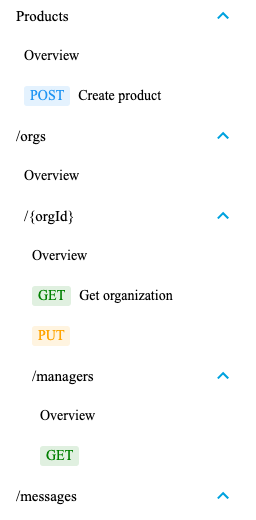 Products
Overview
POST Create product
/orgs
Overview
/{orgId}
Overview
GET Get organization
PUT
/managers
Overview
GET
/messages